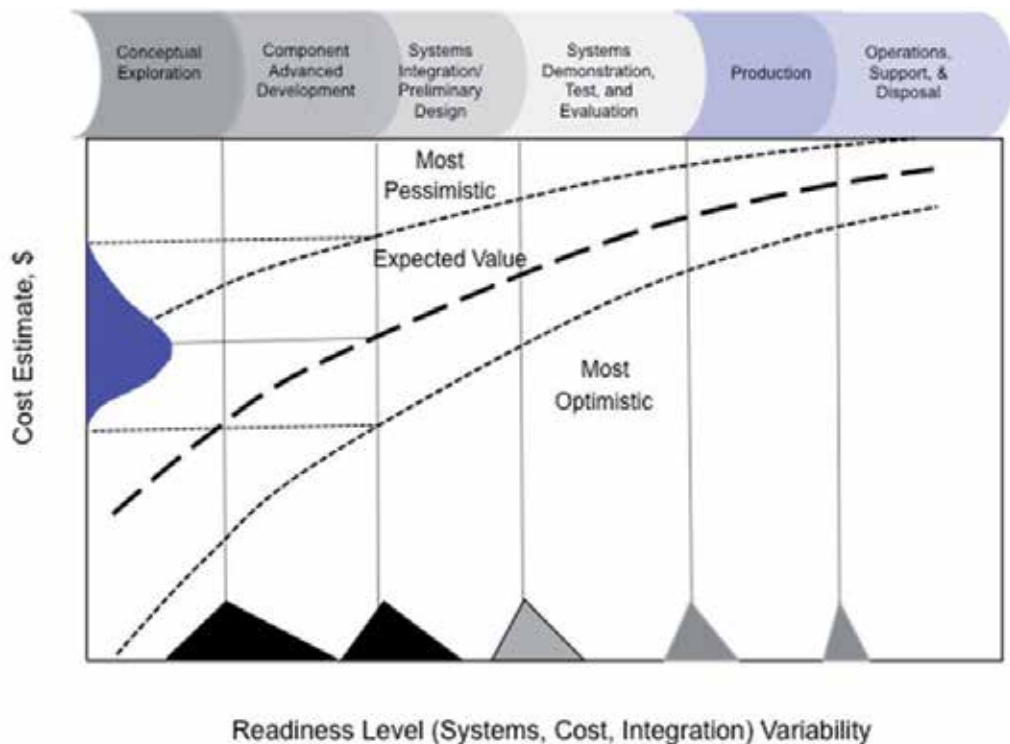 Conceptual
Exploration
Component
Advanced
Development
Systems
Integration/
Preliminary
Design
Systems
Demonstration,
Test, and
Evaluation
Production
Operations,
Support, &
Disposal
Most
Pessimistic
Expected Value
Most
Optimistic
Cost Estimate, $
Readiness Level (Systems, Cost, Integration) Variability